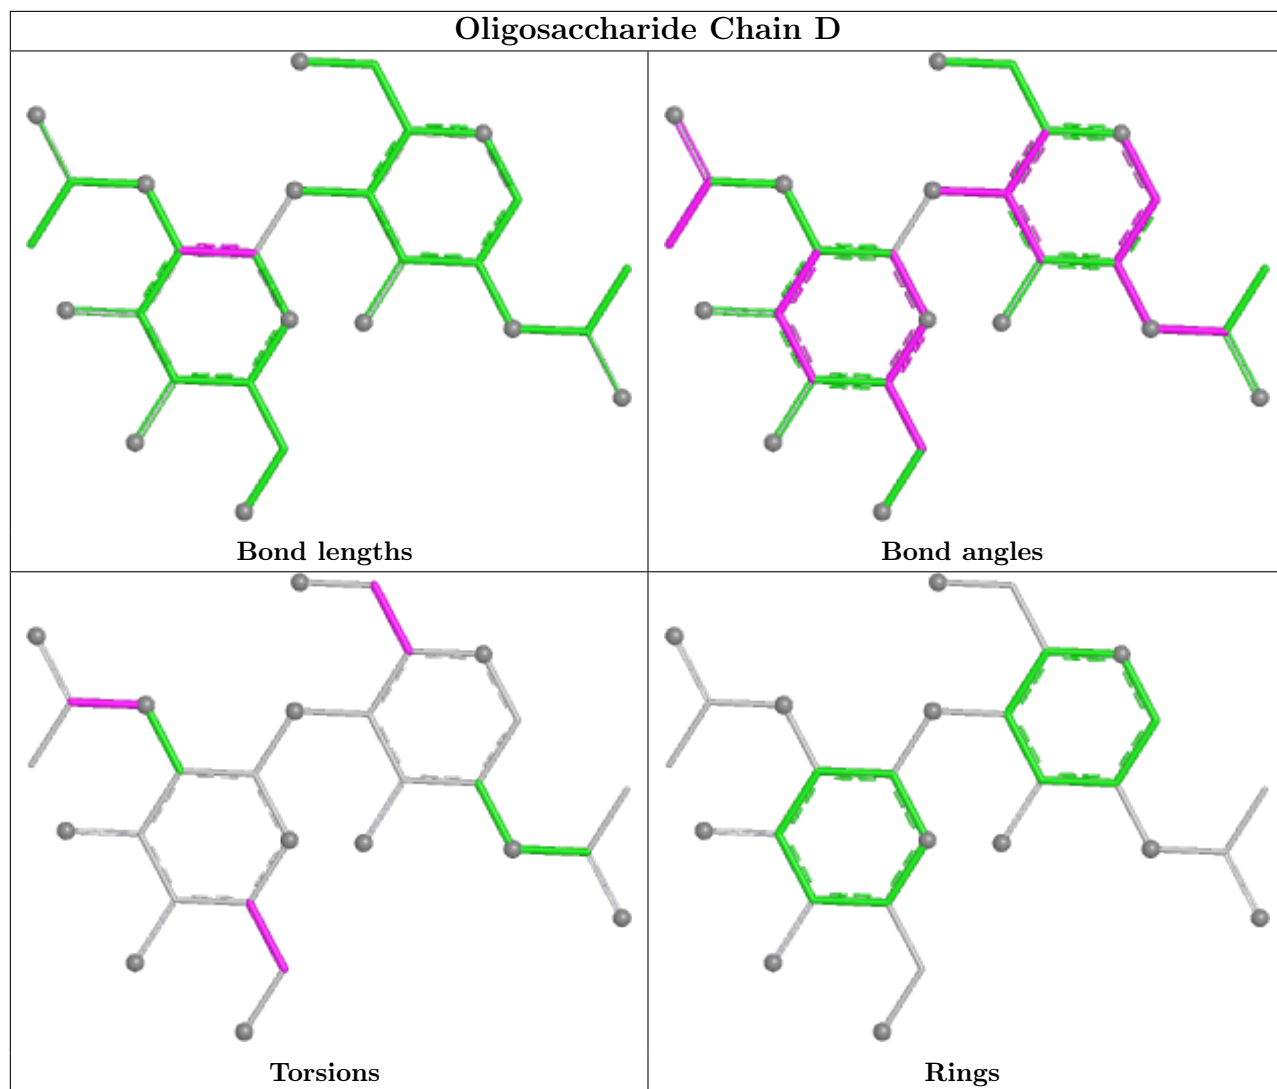 Oligosaccharide Chain D
Bond lengths
Bond angles
Torsions
Rings